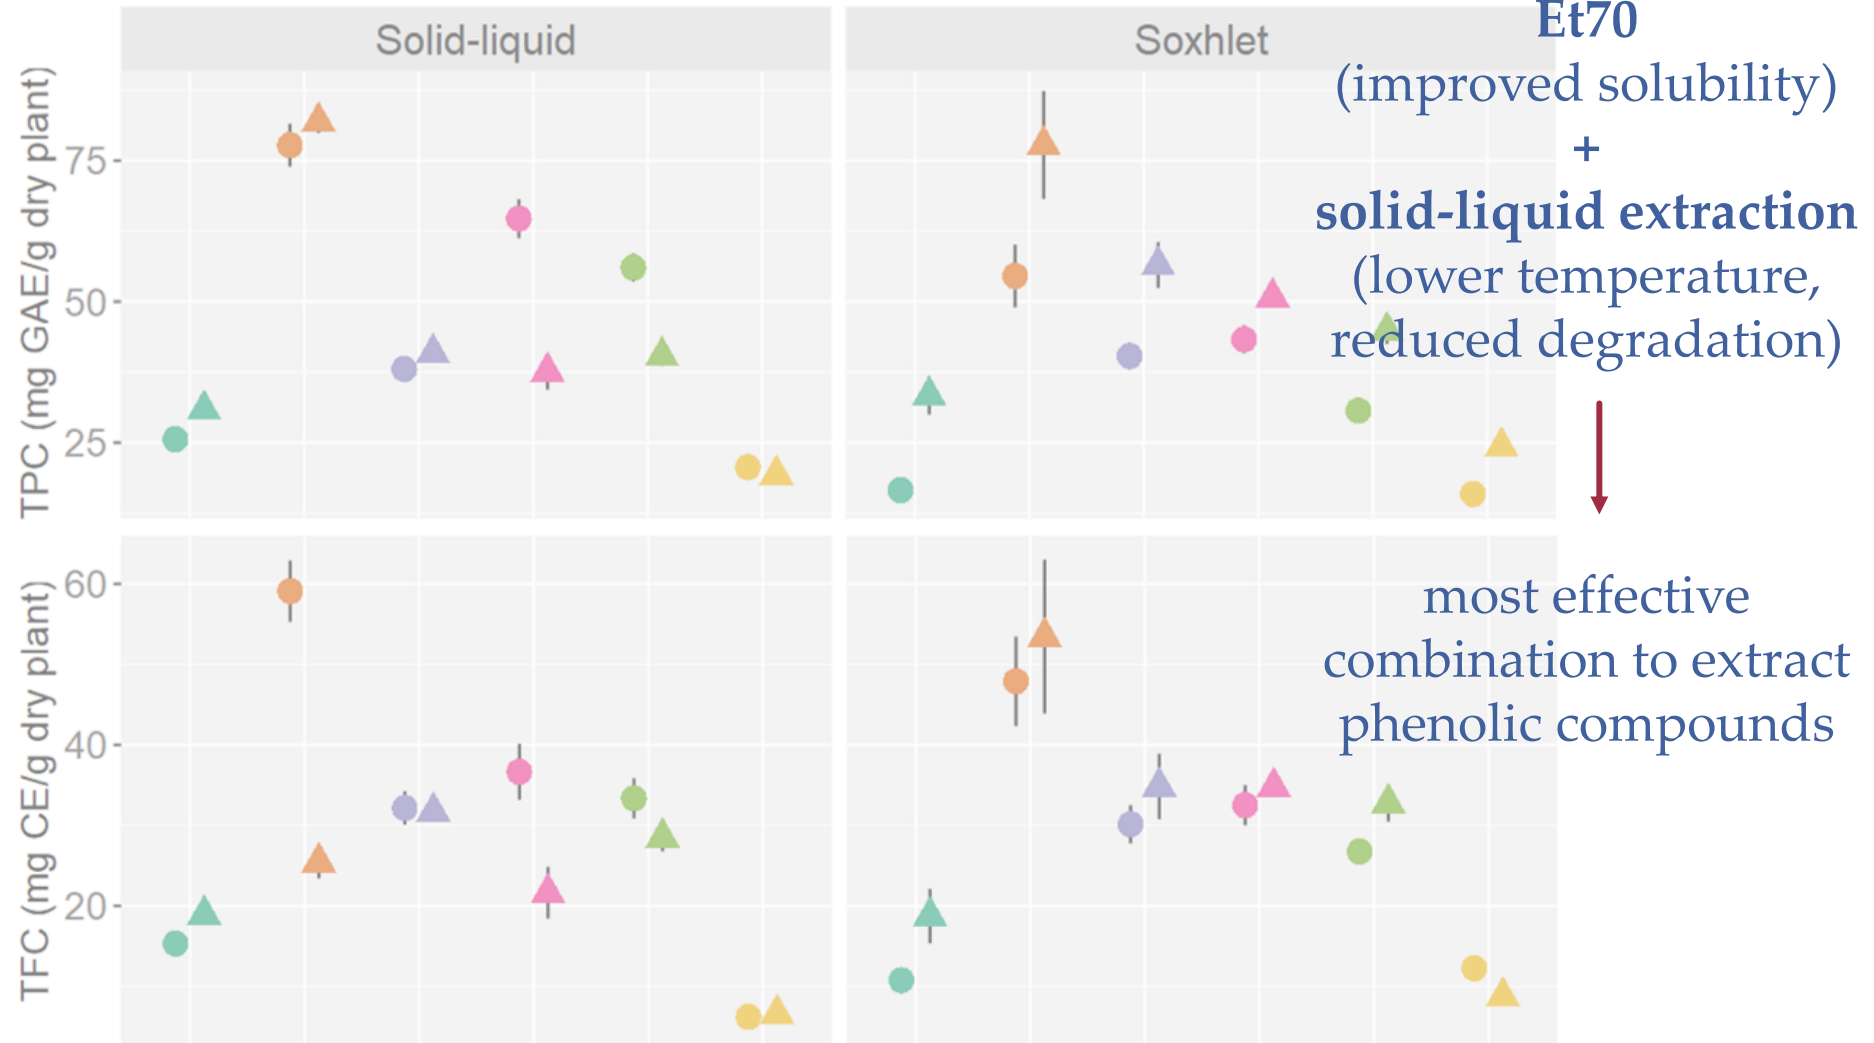 Solid-liquid
Soxhlet
TPC (mg GAE/g dry plant)
75
50
25
TFC (mg CE/g dry plant)
60
40
20
Et70
(improved solubility)
+
solid-liquid extraction
(lower temperature,
reduced degradation)
most effective
combination to extract
phenolic compounds